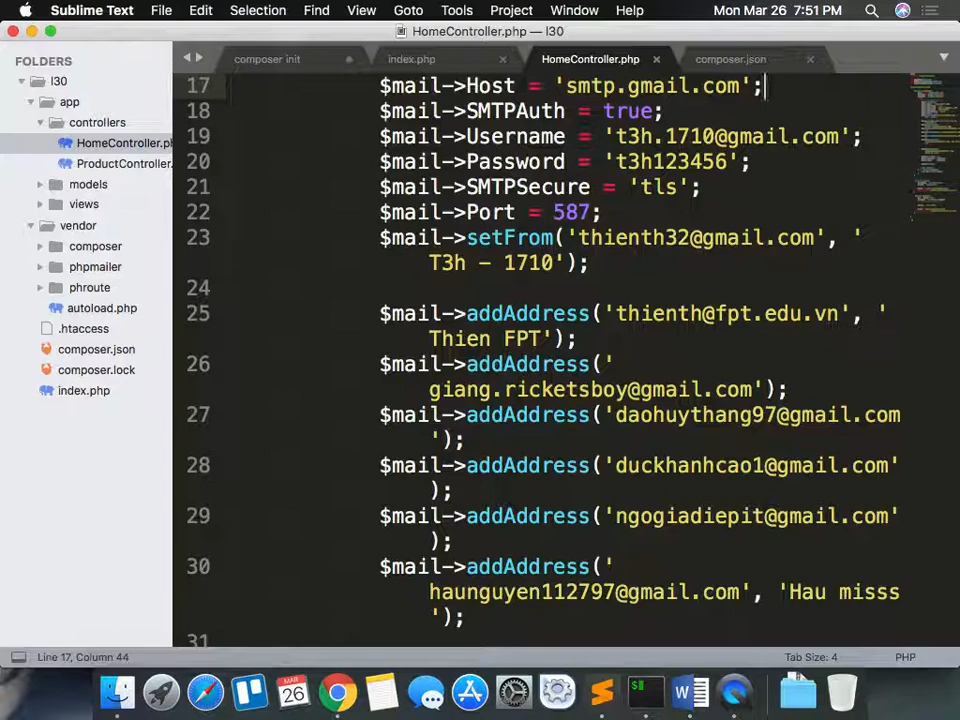 Sublime Text File Edit Selection Find View Goto Tools Project Window Help Mon Mar 26 7:51 PM
HomeController.php — l30
FOLDERS
l30
app
controllers
HomeController.ph
ProductController.
models
views
vendor
composer
phpmailer
phroute
autoload.php
.htaccess
composer.json
composer.lock
index.php
composer init index.php HomeController.php composer.json
17 $mail->Host = 'smtp.gmail.com';
18 $mail->SMTPAuth = true;
19 $mail->Username = 't3h.1710@gmail.com';
20 $mail->Password = 't3h123456';
21 $mail->SMTPSecure = 'tls';
22 $mail->Port = 587;
23 $mail->setFrom('thienth32@gmail.com', '
T3h - 1710');
24
25 $mail->addAddress('thienth@fpt.edu.vn', '
Thien FPT');
26 $mail->addAddress('
giang.ricketsboy@gmail.com');
27 $mail->addAddress('daohuythang97@gmail.com
');
28 $mail->addAddress('duckhanhcao1@gmail.com'
);
29 $mail->addAddress('ngogiadiepit@gmail.com'
);
30 $mail->addAddress('
haunguyen112797@gmail.com', 'Hau misss
');
31
Line 17, Column 44 Tab Size: 4 PHP
MAR
26